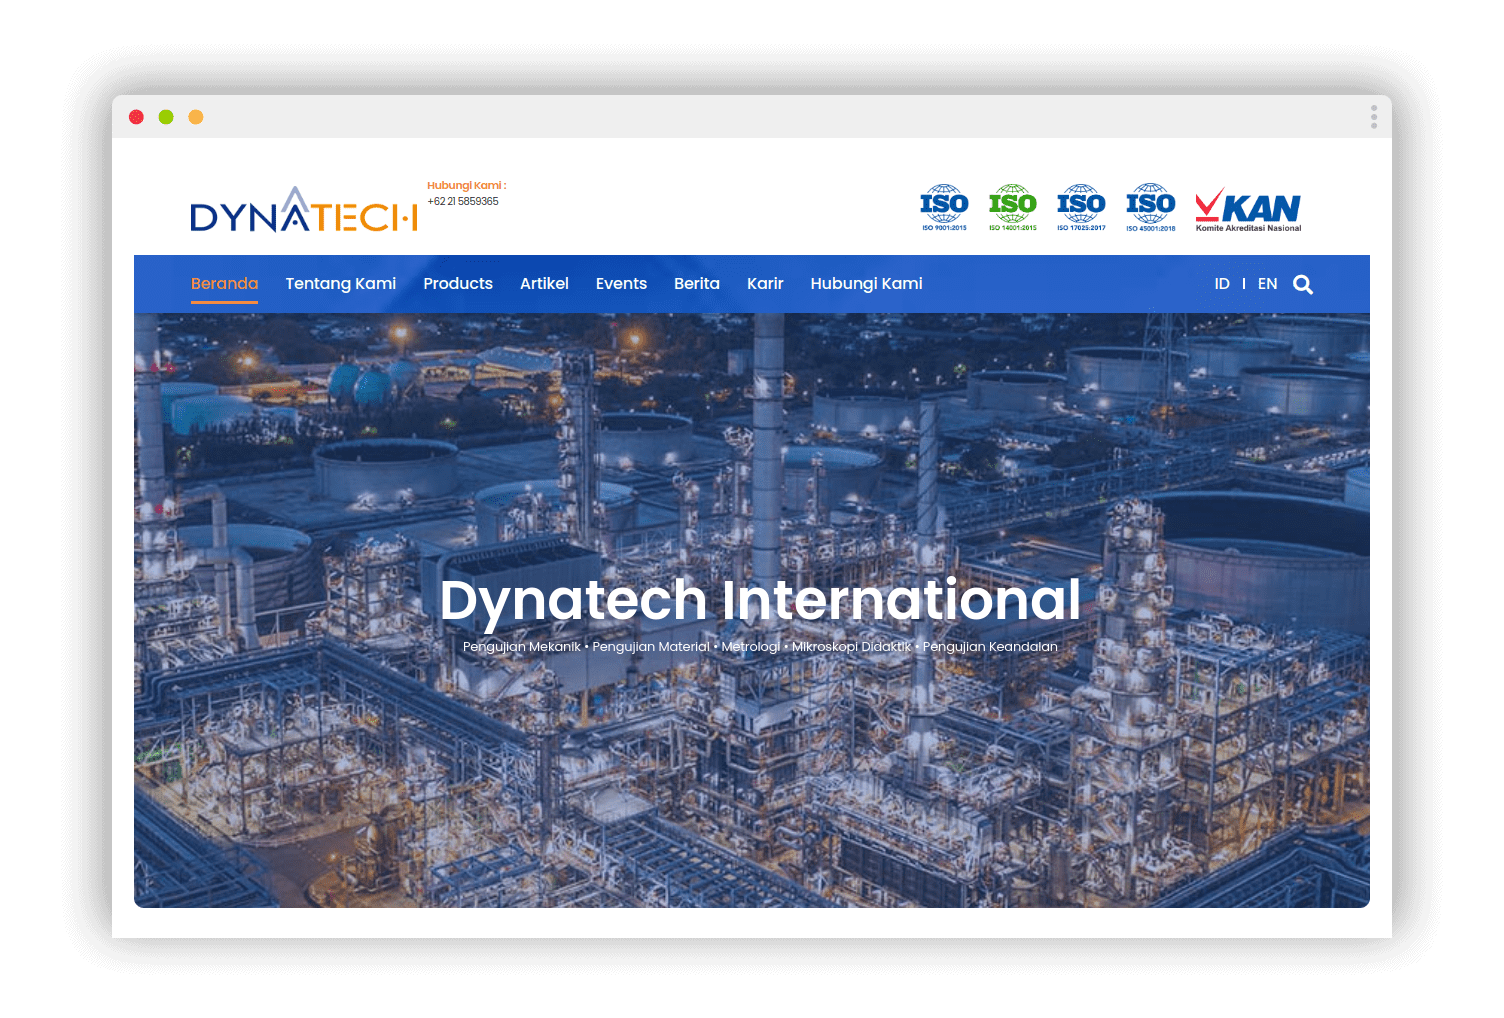 DYNATECH
Hubungi Kami :
+62 21 5859365
ISO
ISO 9001:2015
ISO
ISO 14001:2015
ISO
ISO 17025:2017
ISO
ISO 45001:2018
KAN
Komite Akreditasi Nasional
Beranda Tentang Kami Products Artikel Events Berita Karir Hubungi Kami ID I EN
Dynatech International
Pengujian Mekanik • Pengujian Material • Metrologi • Mikroskopi Didaktik • Pengujian Keandalan